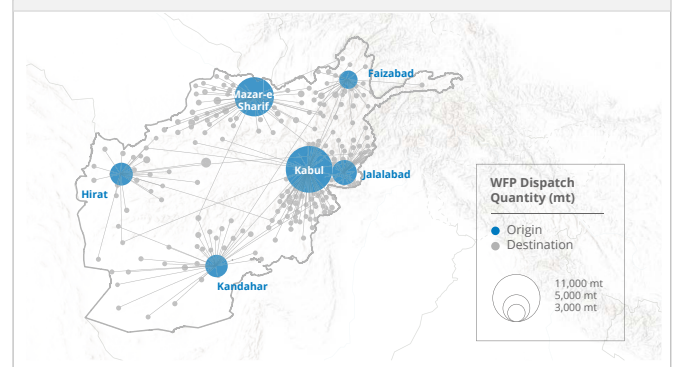 Faizabad
Mazar-e-
Sharif
Kabul
Jalalabad
Hirat
Kandahar
WFP Dispatch
Quantity (mt)
Origin
Destination
11,000 mt
5,000 mt
3,000 mt